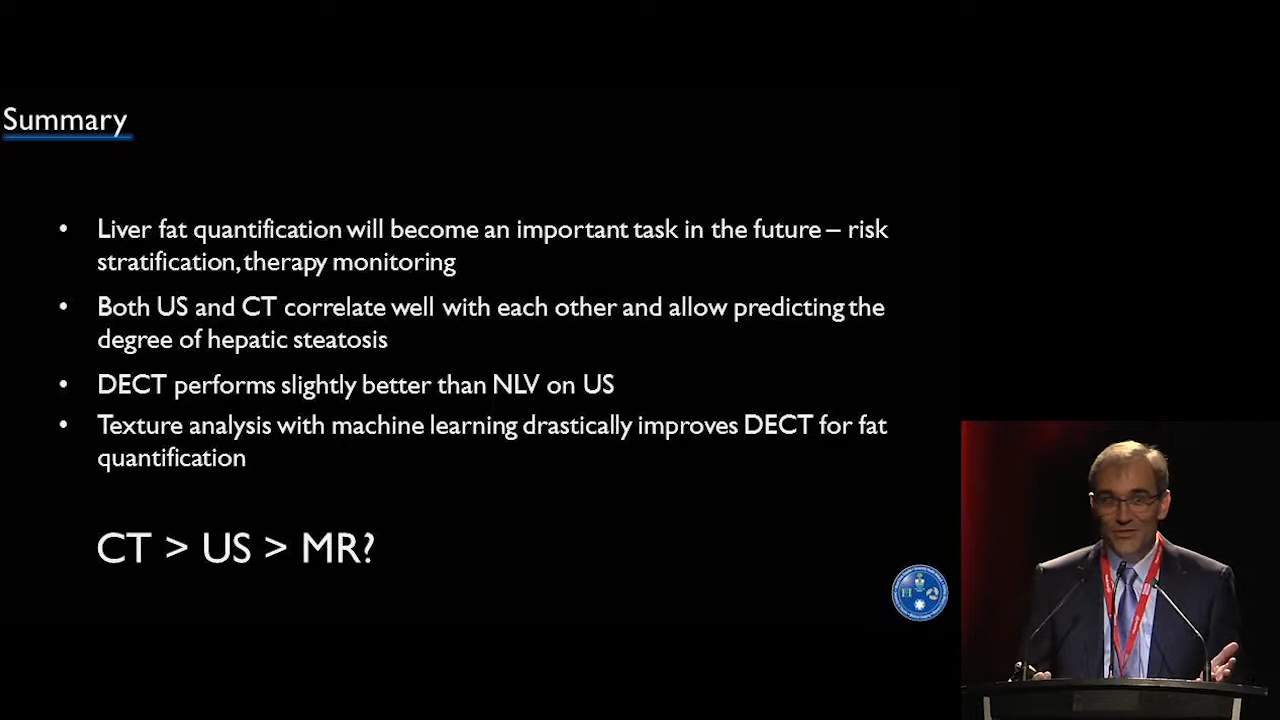 Summary
• Liver fat quantification will become an important task in the future – risk
stratification, therapy monitoring
• Both US and CT correlate well with each other and allow predicting the
degree of hepatic steatosis
• DECT performs slightly better than NLV on US
• Texture analysis with machine learning drastically improves DECT for fat
quantification
CT > US > MR?